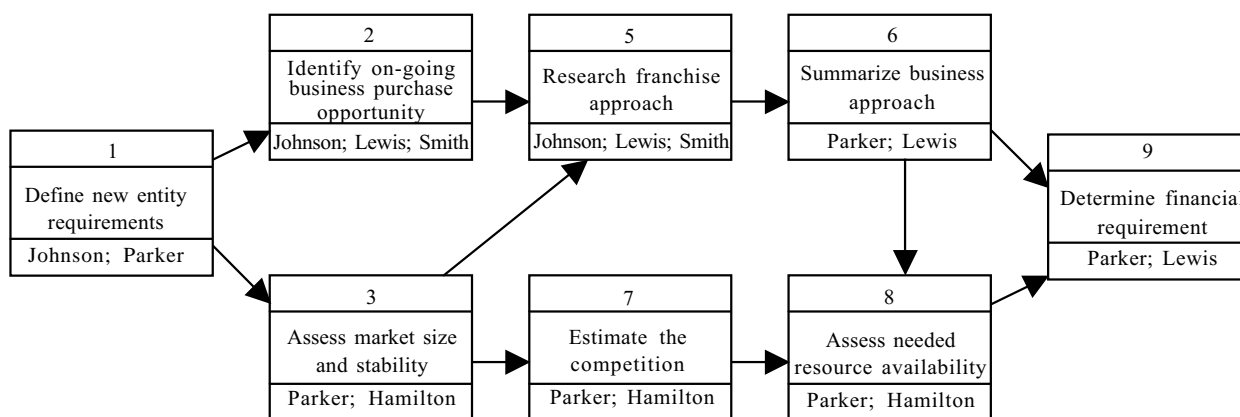 2
Identify on-going
business purchase
opportunity
Johnson; Lewis; Smith
5
Research franchise
approach
Johnson; Lewis; Smith
6
Summarize business
approach
Parker; Lewis
1
Define new entity
requirements
Johnson; Parker
9
Determine financial
requirement
Parker; Lewis
3
Assess market size
and stability
Parker; Hamilton
7
Estimate the
competition
Parker; Hamilton
8
Assess needed
resource availability
Parker; Hamilton